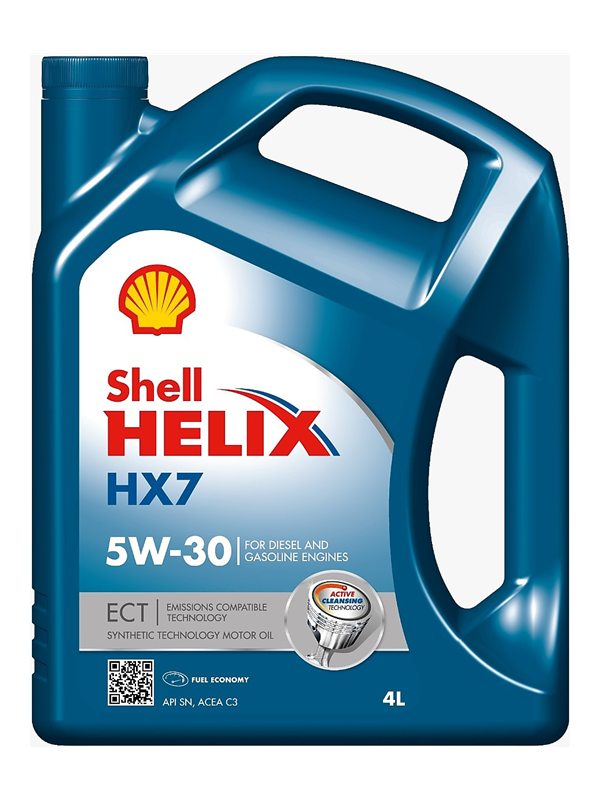 Shell
HELIX
HX7
5W-30
FOR DIESEL AND
GASOLINE ENGINES
ECT
EMISSIONS COMPATIBLE
TECHNOLOGY
SYNTHETIC TECHNOLOGY MOTOR OIL
ACTIVE
CLEANSING
TECHNOLOGY
FUEL ECONOMY
API SN, ACEA C3
4L